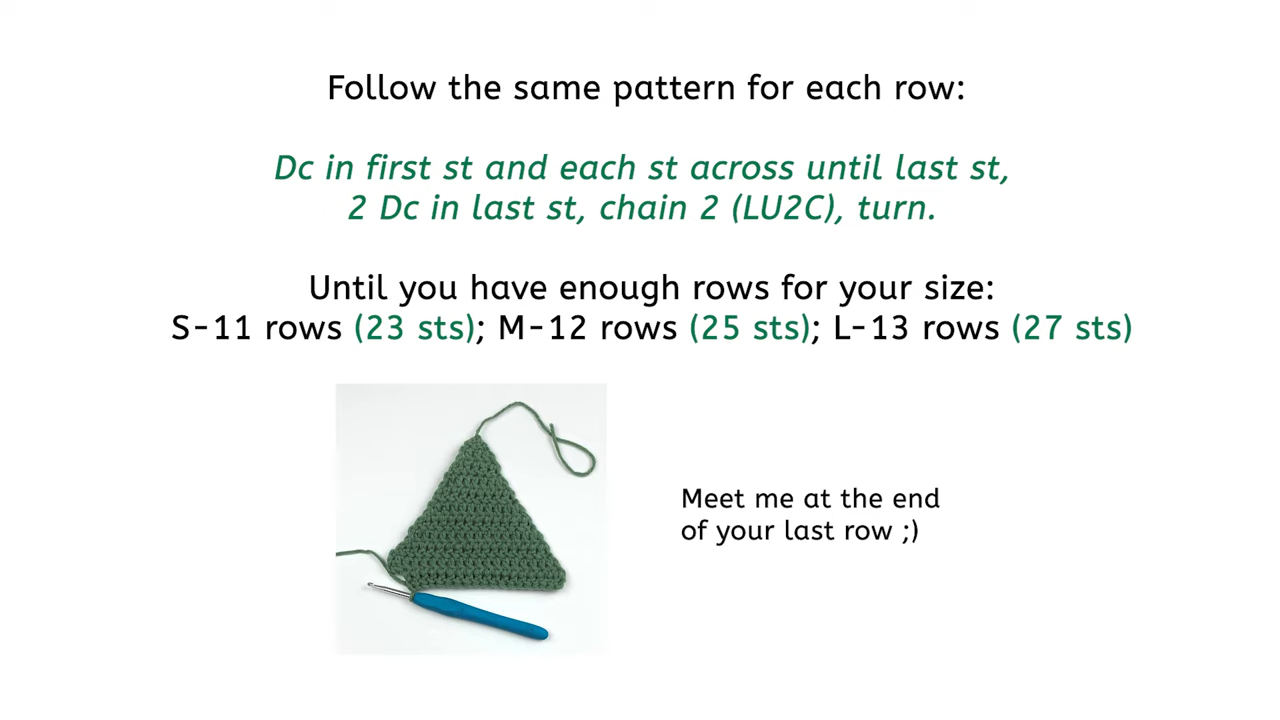 Follow the same pattern for each row:
Dc in first st and each st across until last st,
2 Dc in last st, chain 2 (LU2C), turn.
Until you have enough rows for your size:
S-11 rows (23 sts); M-12 rows (25 sts); L-13 rows (27 sts)
Meet me at the end
of your last row ;)